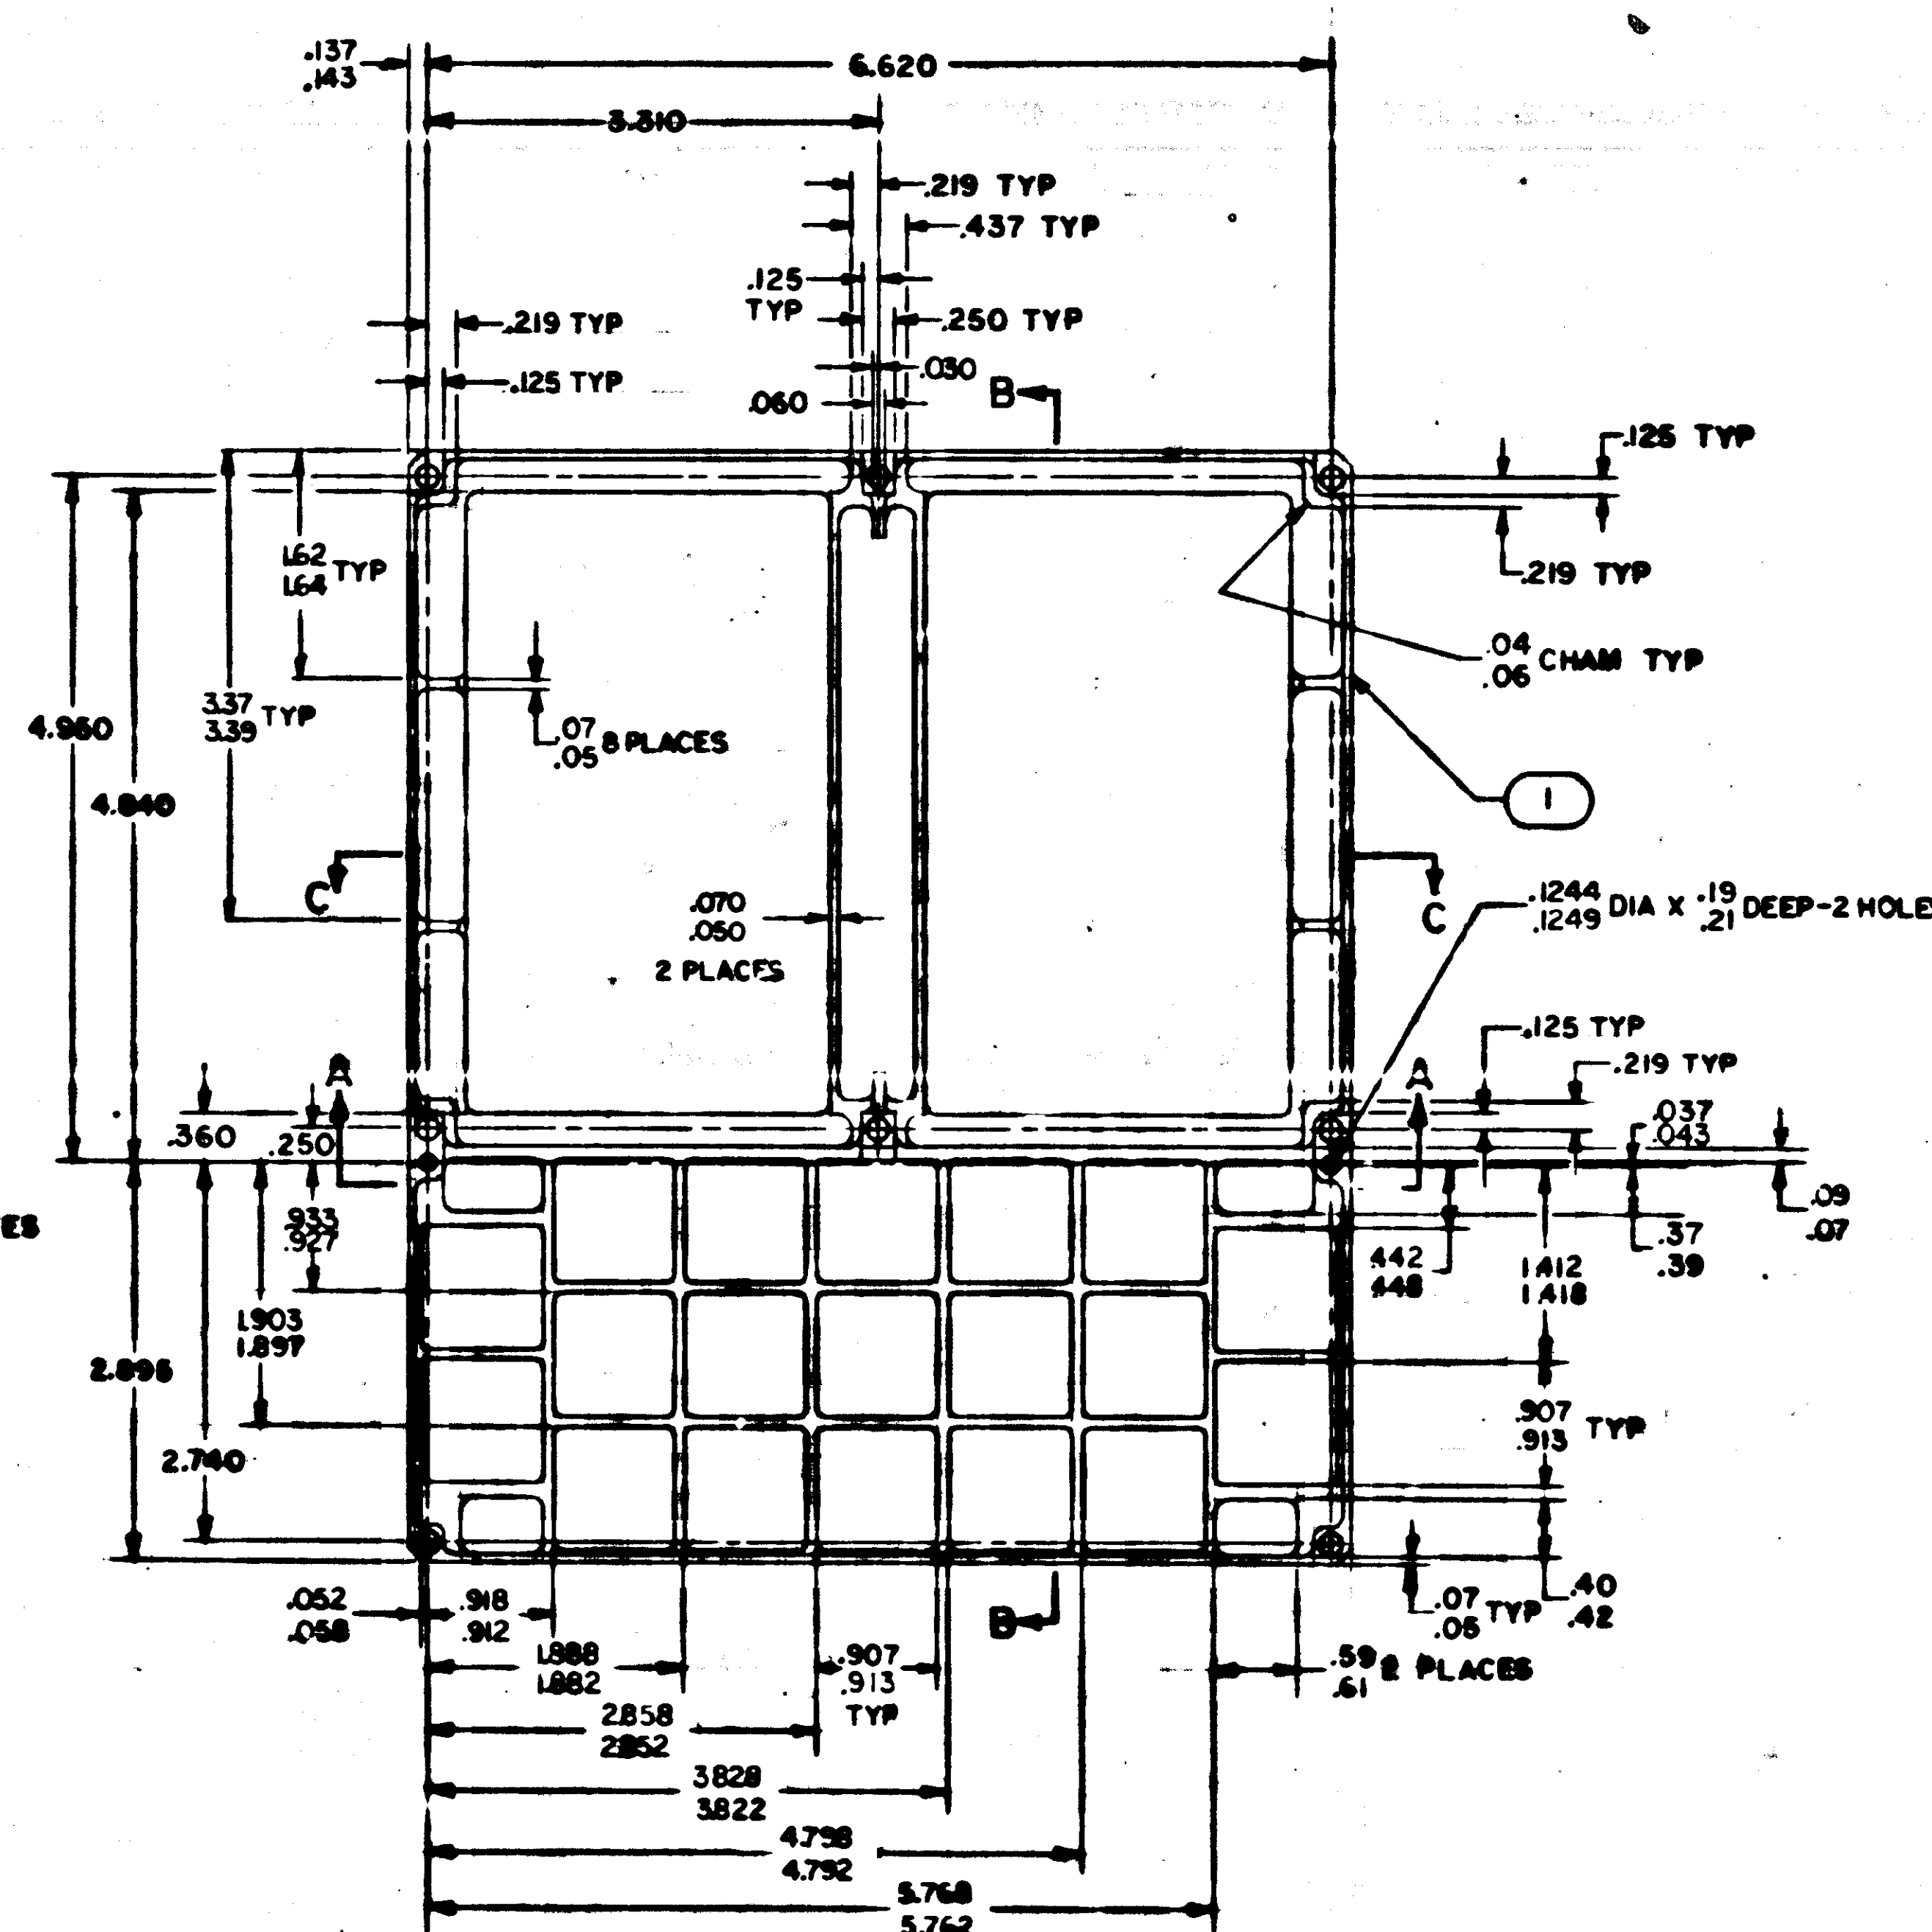 .137
.143
6.620
3.310
.219 TYP
.437 TYP
.125
TYP
.250 TYP
.219 TYP
.125 TYP
.030
.060
B
.125 TYP
1.62
1.64 TYP
.219 TYP
.04
.06 CHAM TYP
3.37
3.39 TYP
4.960
.07
.05 8 PLACES
4.840
1
C
C
.070
.050
2 PLACES
.1244
.1249 DIA X .19
.21 DEEP-2 HOLES
.125 TYP
.219 TYP
A
A
.360
.250
.037
.043
.09
.07
ES
.933
.927
.37
.39
.442
.448
1.412
1.418
1.903
1.897
2.896
.907
.913 TYP
2.740
.052
.058
.918
.912
B
.07
.05 TYP
.40
.42
1.888
1.882
.907
.913
TYP
.59
.61 2 PLACES
2.858
2.852
3.828
3.822
4.798
4.792
5.768
5.762